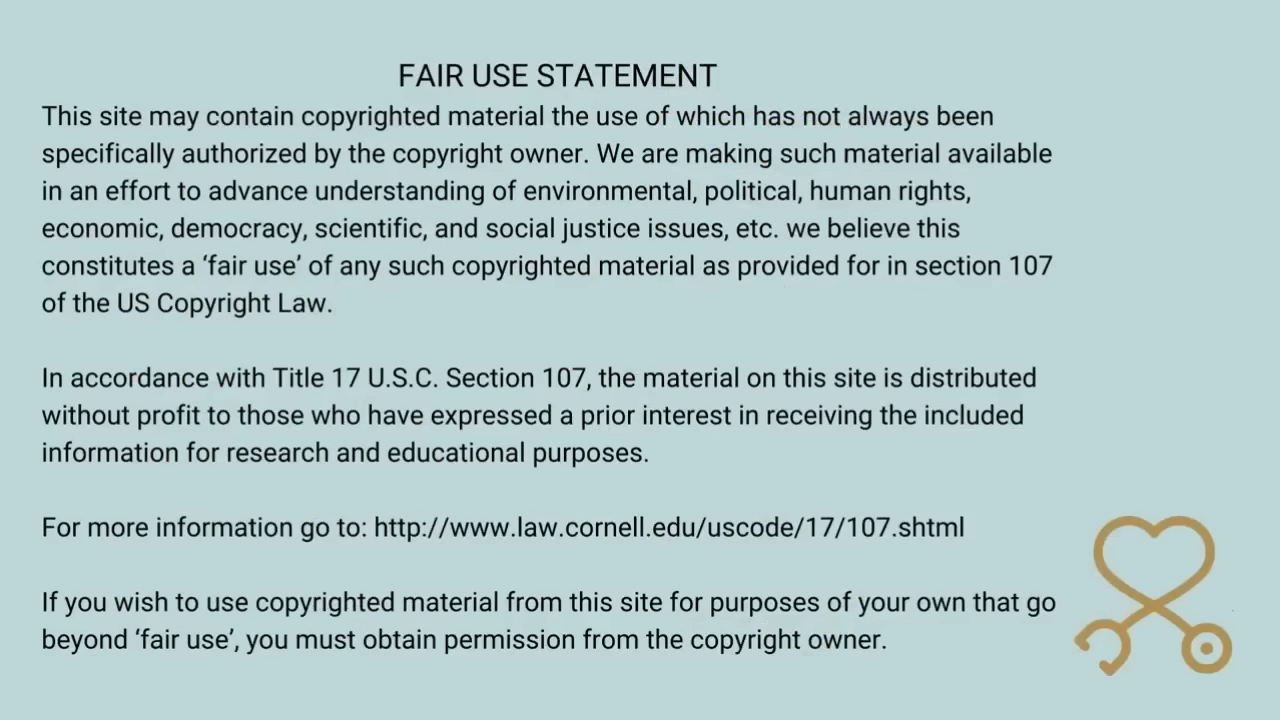 FAIR USE STATEMENT
This site may contain copyrighted material the use of which has not always been
specifically authorized by the copyright owner. We are making such material available
in an effort to advance understanding of environmental, political, human rights,
economic, democracy, scientific, and social justice issues, etc. we believe this
constitutes a ‘fair use’ of any such copyrighted material as provided for in section 107
of the US Copyright Law.
In accordance with Title 17 U.S.C. Section 107, the material on this site is distributed
without profit to those who have expressed a prior interest in receiving the included
information for research and educational purposes.
For more information go to: http://www.law.cornell.edu/uscode/17/107.shtml
If you wish to use copyrighted material from this site for purposes of your own that go
beyond ‘fair use’, you must obtain permission from the copyright owner.